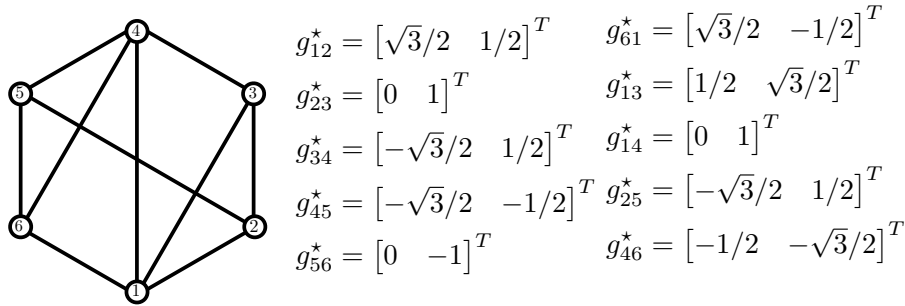 4
5
3
6
2
1
g^⋆_{12} = [√3/2 1/2]^T
g^⋆_{23} = [0 1]^T
g^⋆_{34} = [−√3/2 1/2]^T
g^⋆_{45} = [−√3/2 −1/2]^T
g^⋆_{56} = [0 −1]^T
g^⋆_{61} = [√3/2 −1/2]^T
g^⋆_{13} = [1/2 √3/2]^T
g^⋆_{14} = [0 1]^T
g^⋆_{25} = [−√3/2 1/2]^T
g^⋆_{46} = [−1/2 −√3/2]^T